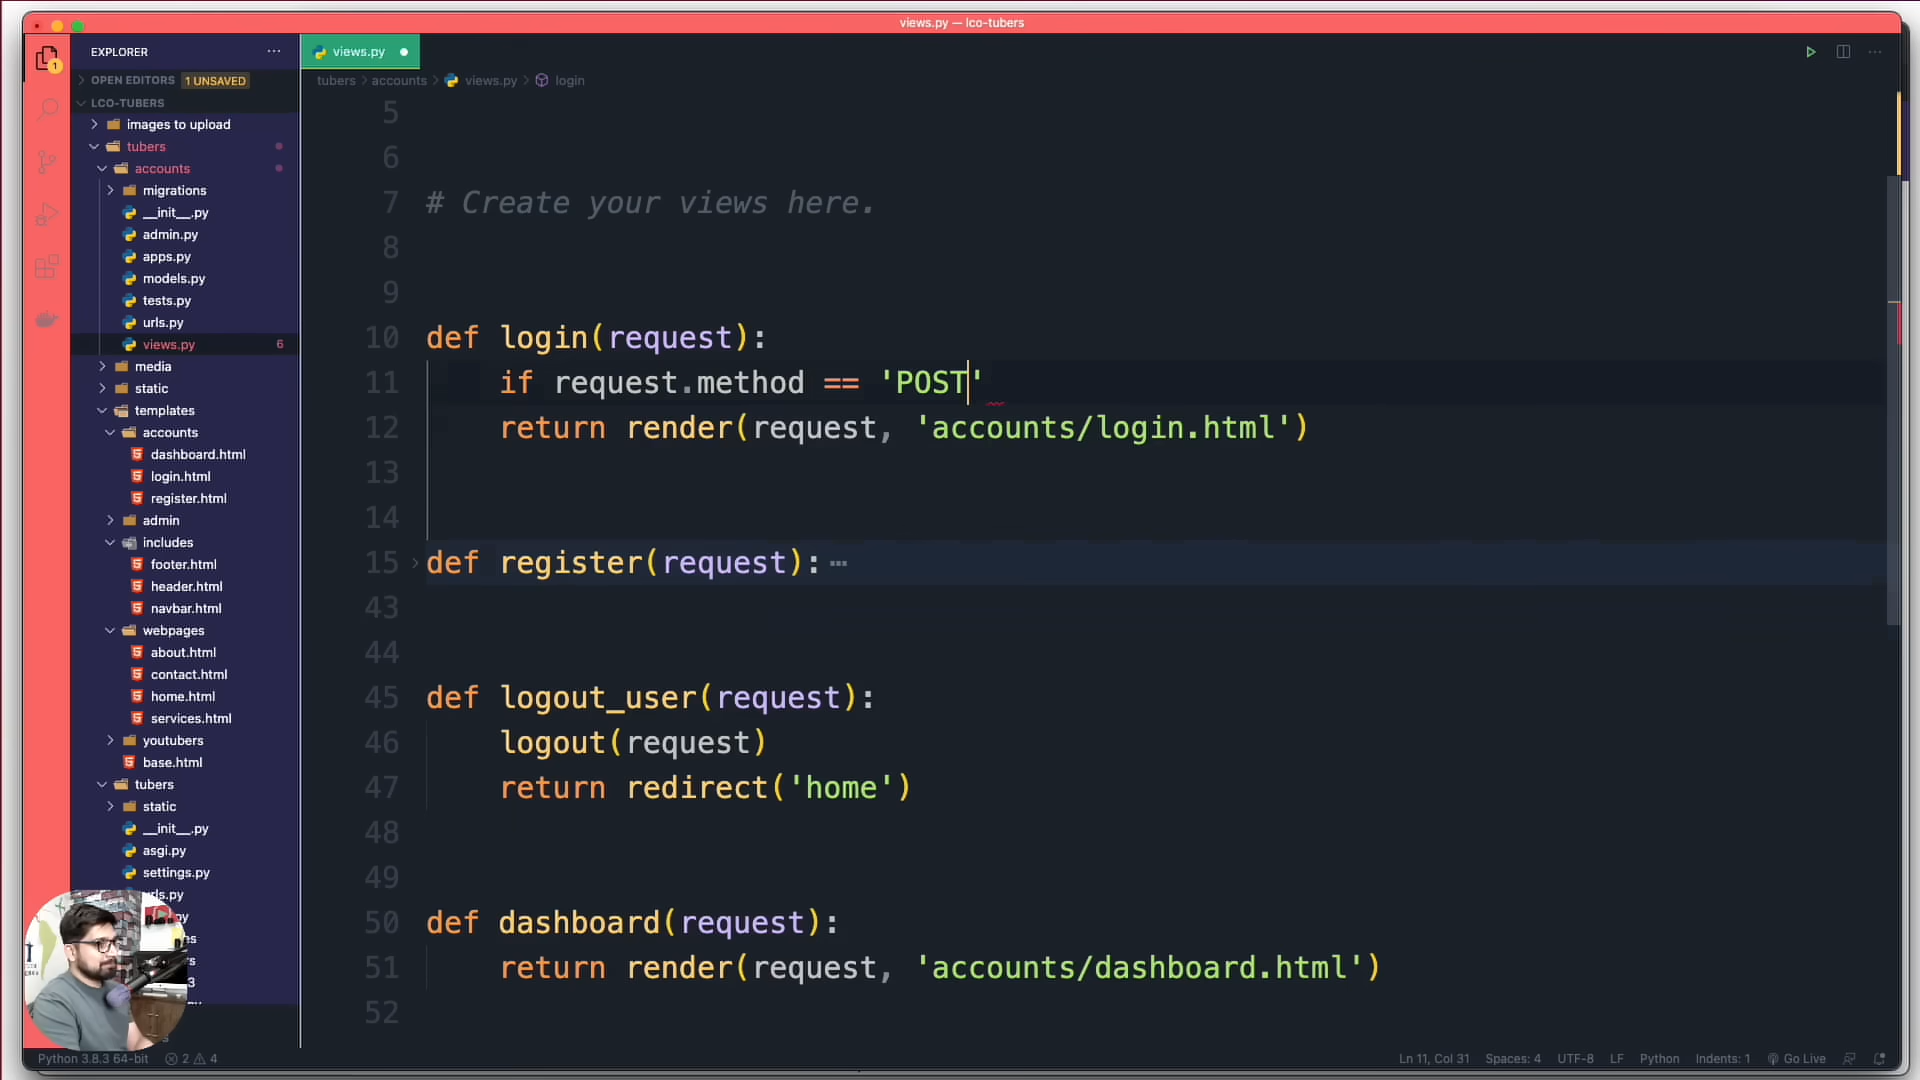 views.py — lco-tubers
EXPLORER
OPEN EDITORS 1 UNSAVED
LCO-TUBERS
images to upload
tubers
accounts
migrations
__init__.py
admin.py
apps.py
models.py
tests.py
urls.py
views.py 6
media
static
templates
accounts
dashboard.html
login.html
register.html
admin
includes
footer.html
header.html
navbar.html
webpages
about.html
contact.html
home.html
services.html
youtubers
base.html
tubers
static
__init__.py
asgi.py
settings.py
1
views.py
tubers > accounts > views.py > login
5
6
7 # Create your views here.
8
9
10 def login(request):
11 if request.method == 'POST'
12 return render(request, 'accounts/login.html')
13
14
15 def register(request):
43
44
45 def logout_user(request):
46 logout(request)
47 return redirect('home')
48
49
50 def dashboard(request):
51 return render(request, 'accounts/dashboard.html')
52
Python 3.8.3 64-bit 2 4
Ln 11, Col 31 Spaces: 4 UTF-8 LF Python Indents: 1 Go Live